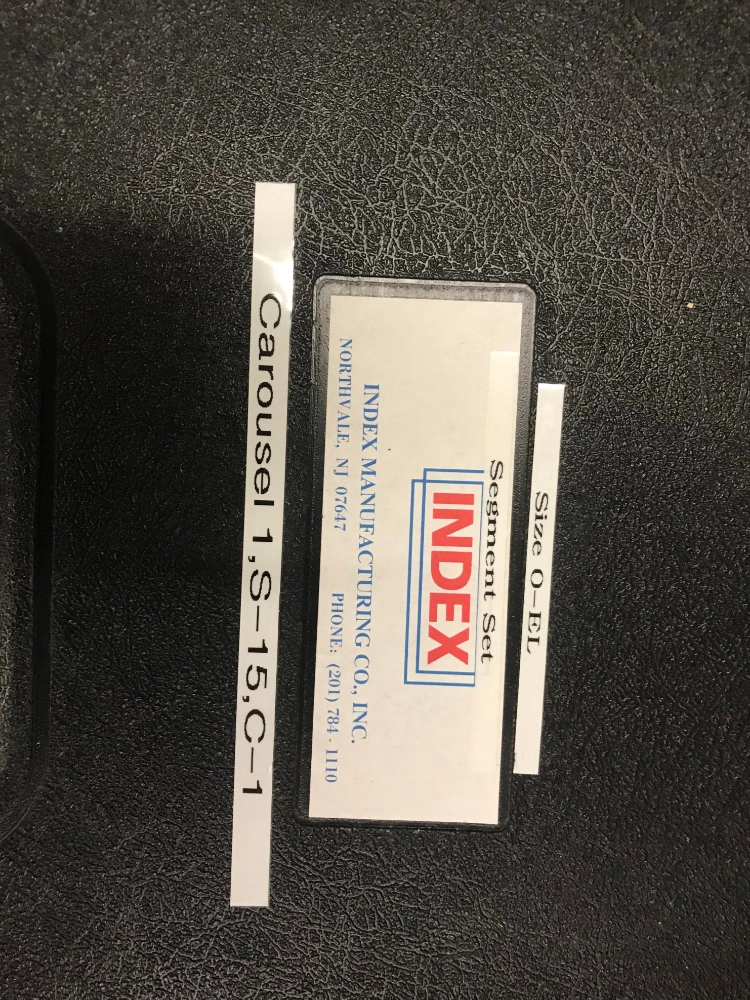 Size 0-EL
Segment Set
INDEX
INDEX MANUFACTURING CO., INC.
NORTHVALE, NJ 07647 PHONE: (201) 784-1110
Carousel 1,S-15,C-1